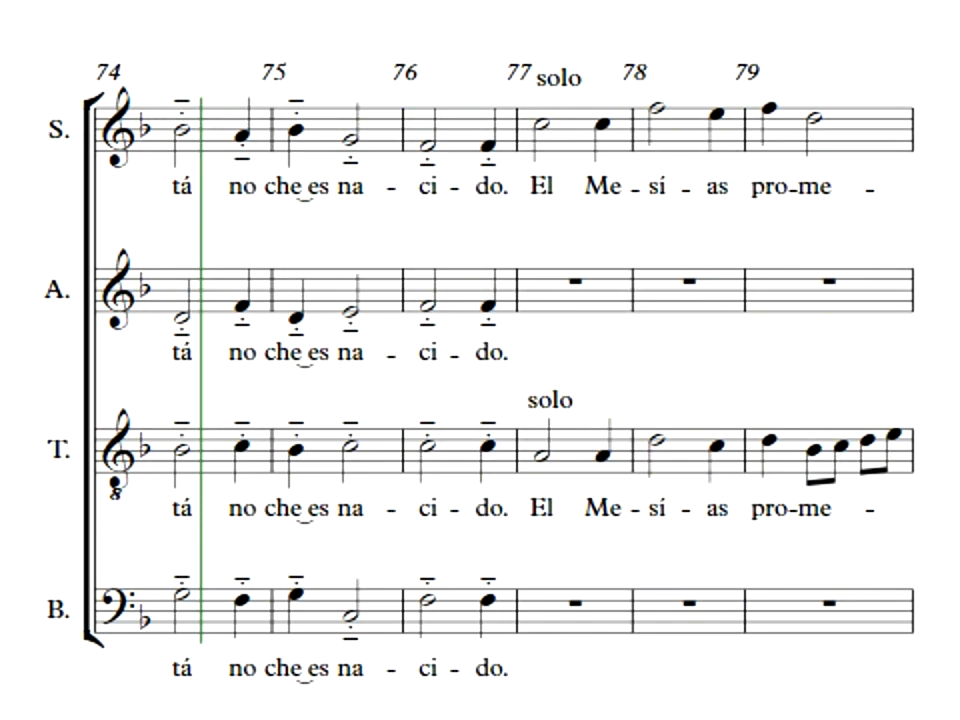 74 75 76 77 solo 78 79
S.
tá no che‿es na - ci - do. El Me - sí - as pro-me -
A.
tá no che‿es na - ci - do.
solo
T.
8
tá no che‿es na - ci - do. El Me - sí - as pro-me -
B.
tá no che‿es na - ci - do.